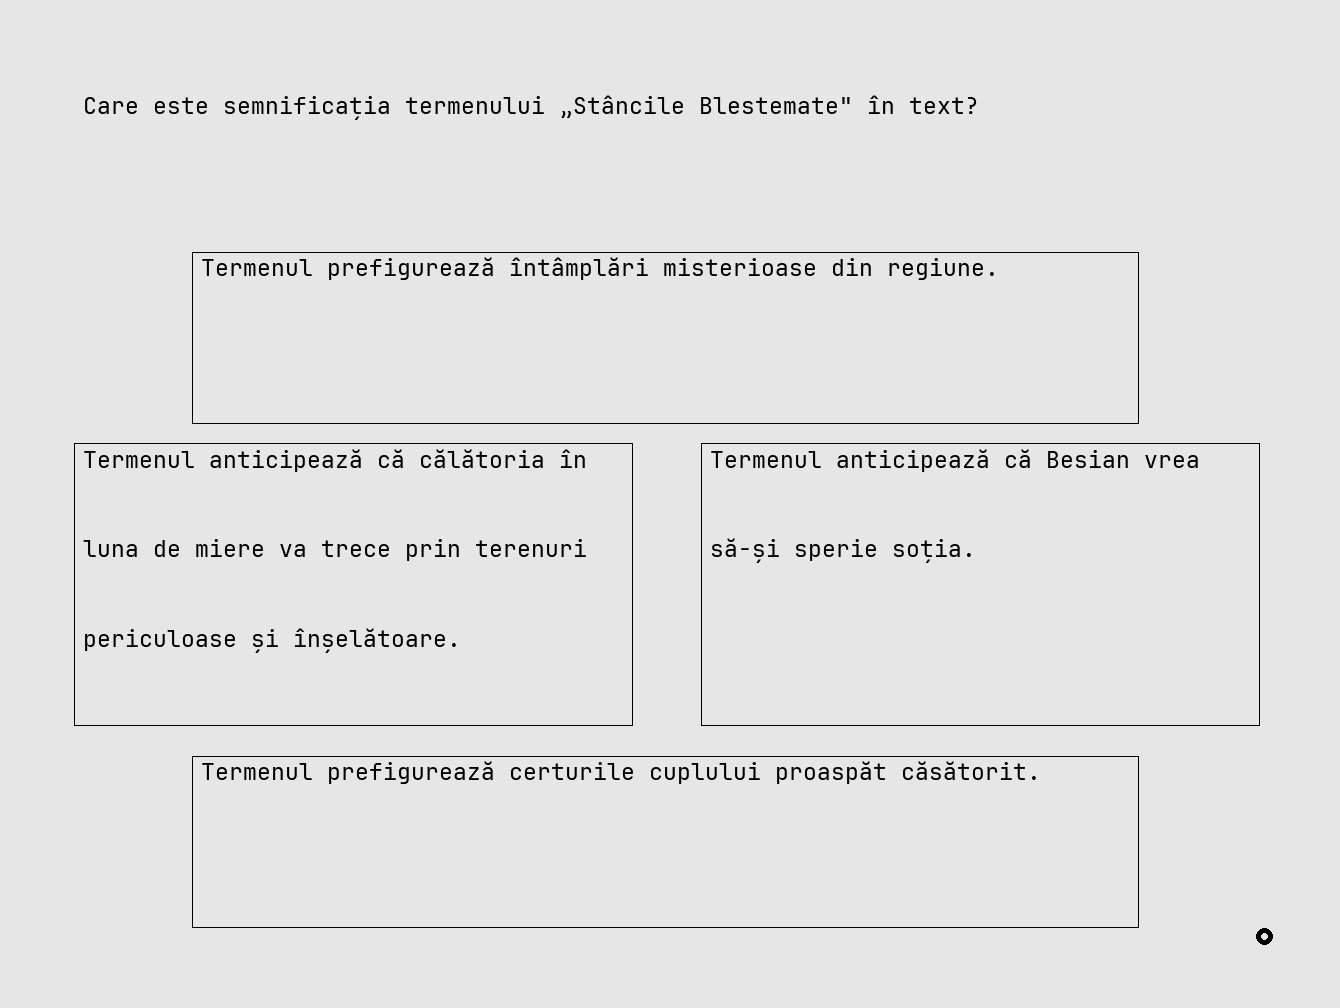 Care este semnificația termenului „Stâncile Blestemate" în text?
Termenul prefigurează întâmplări misterioase din regiune.
Termenul anticipează că călătoria în
luna de miere va trece prin terenuri
periculoase și înșelătoare.
Termenul anticipează că Besian vrea
să-și sperie soția.
Termenul prefigurează certurile cuplului proaspăt căsătorit.